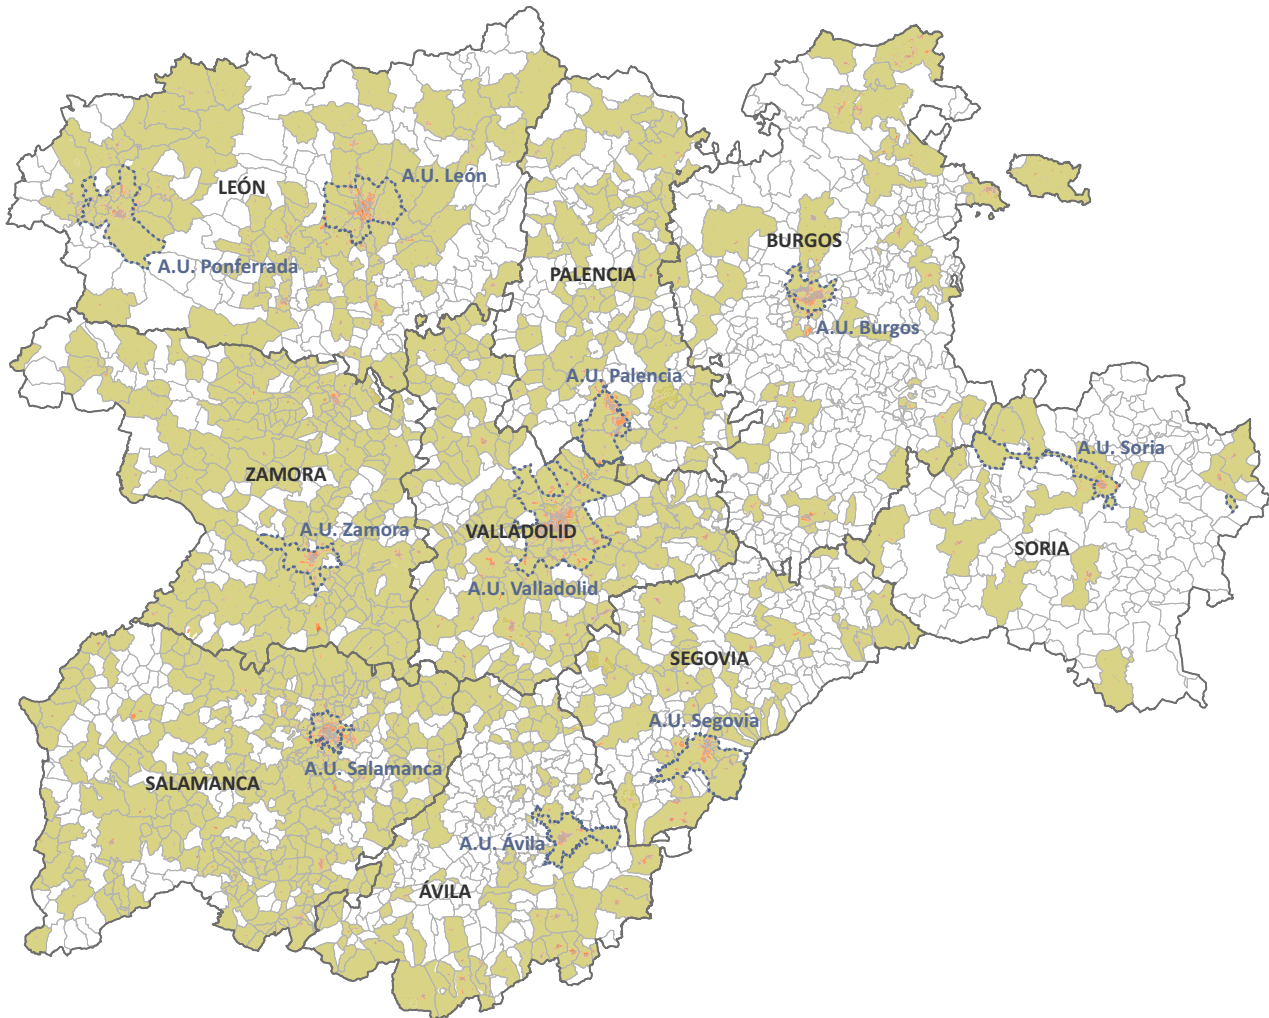 A.U. León
LEÓN
A.U. Ponferrada
BURGOS
PALENCIA
A.U. Burgos
A.U. Palencia
A.U. Soria
ZAMORA
A.U. Zamora
VALLADOLID
SORIA
A.U. Valladolid
SEGOVIA
A.U. Segovia
A.U. Salamanca
SALAMANCA
A.U. Ávila
ÁVILA